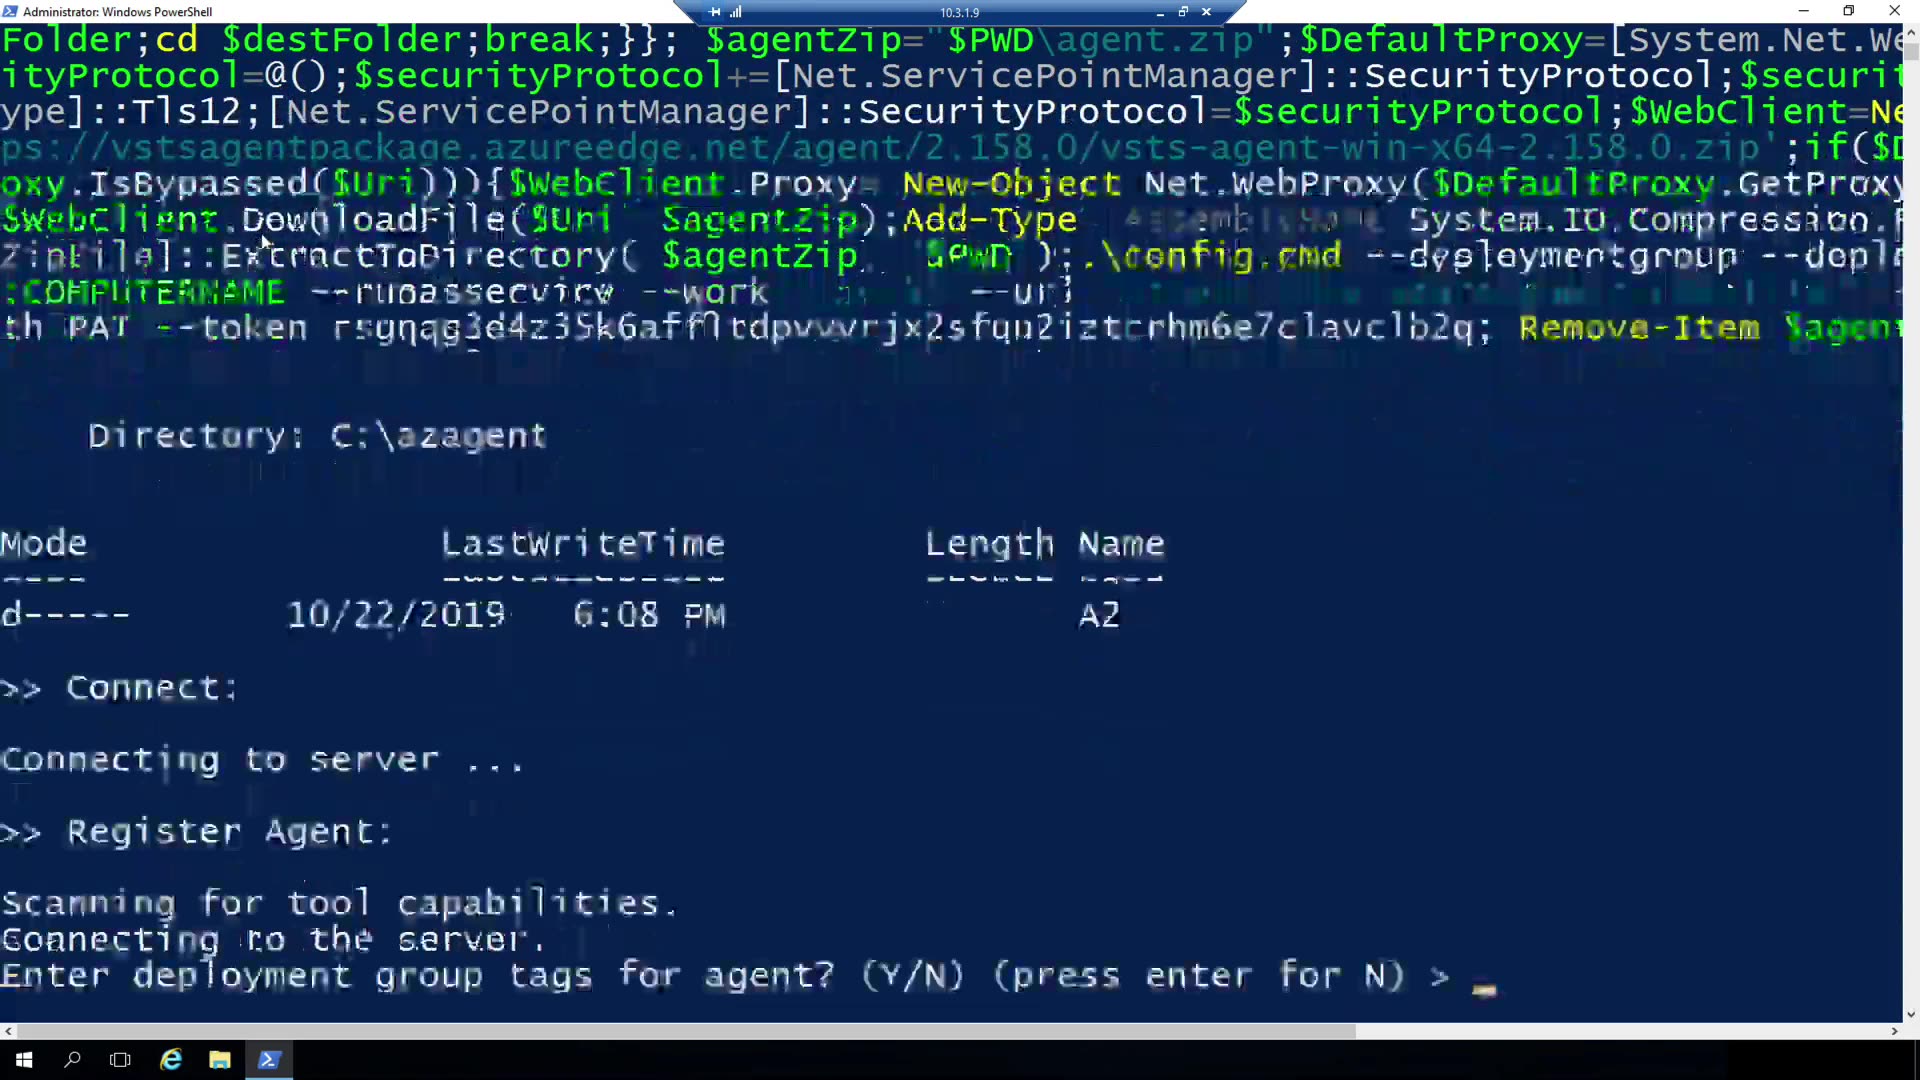 Administrator: Windows PowerShell
10.3.1.9
Folder;cd $destFolder;break;}}; $agentZip="$PWD\agent.zip";$DefaultProxy=[System.Net.We
ityProtocol=@();$securityProtocol+=[Net.ServicePointManager]::SecurityProtocol;$securit
ype]::Tls12;[Net.ServicePointManager]::SecurityProtocol=$securityProtocol;$WebClient=Ne
ps://vstsagentpackage.azureedge.net/agent/2.158.0/vsts-agent-win-x64-2.158.0.zip';if($D
oxy.IsBypassed($Uri))){$WebClient.Proxy= New-Object Net.WebProxy($DefaultProxy.GetProxy
$WebClient.DownloadFile($Uri $agentZip);Add-Type System.IO.Compression.F
ZipFile]::ExtractToDirectory( $agentZip, $PWD );.\config.cmd --deploymentgroup --depl
:COMPUTERNAME --runasservice --work --url
th PAT --token Remove-Item $agent
Directory: C:\azagent
Mode LastWriteTime Length Name
---- ------------- ------ ----
d----- 10/22/2019 6:08 PM A2
>> Connect:
Connecting to server ...
>> Register Agent:
Scanning for tool capabilities.
Connecting to the server.
Enter deployment group tags for agent? (Y/N) (press enter for N) > _